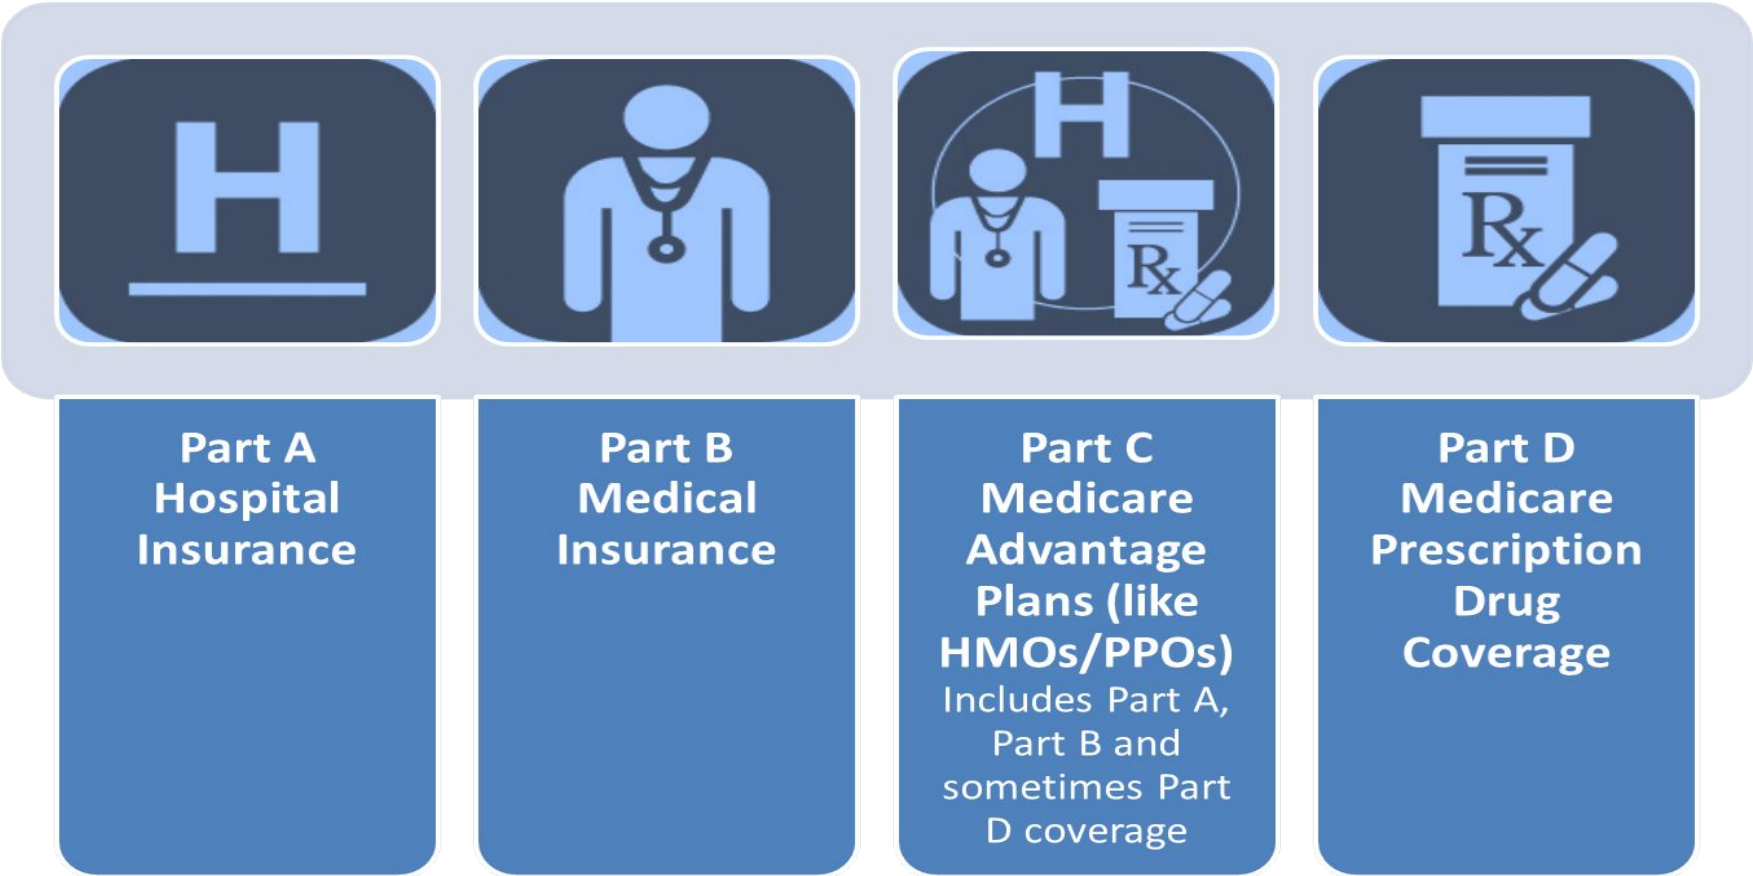 H
H
Rx
Rx
Part A
Hospital
Insurance
Part B
Medical
Insurance
Part C
Medicare
Advantage
Plans (like
HMOs/PPOs)
Includes Part A,
Part B and
sometimes Part
D coverage
Part D
Medicare
Prescription
Drug
Coverage